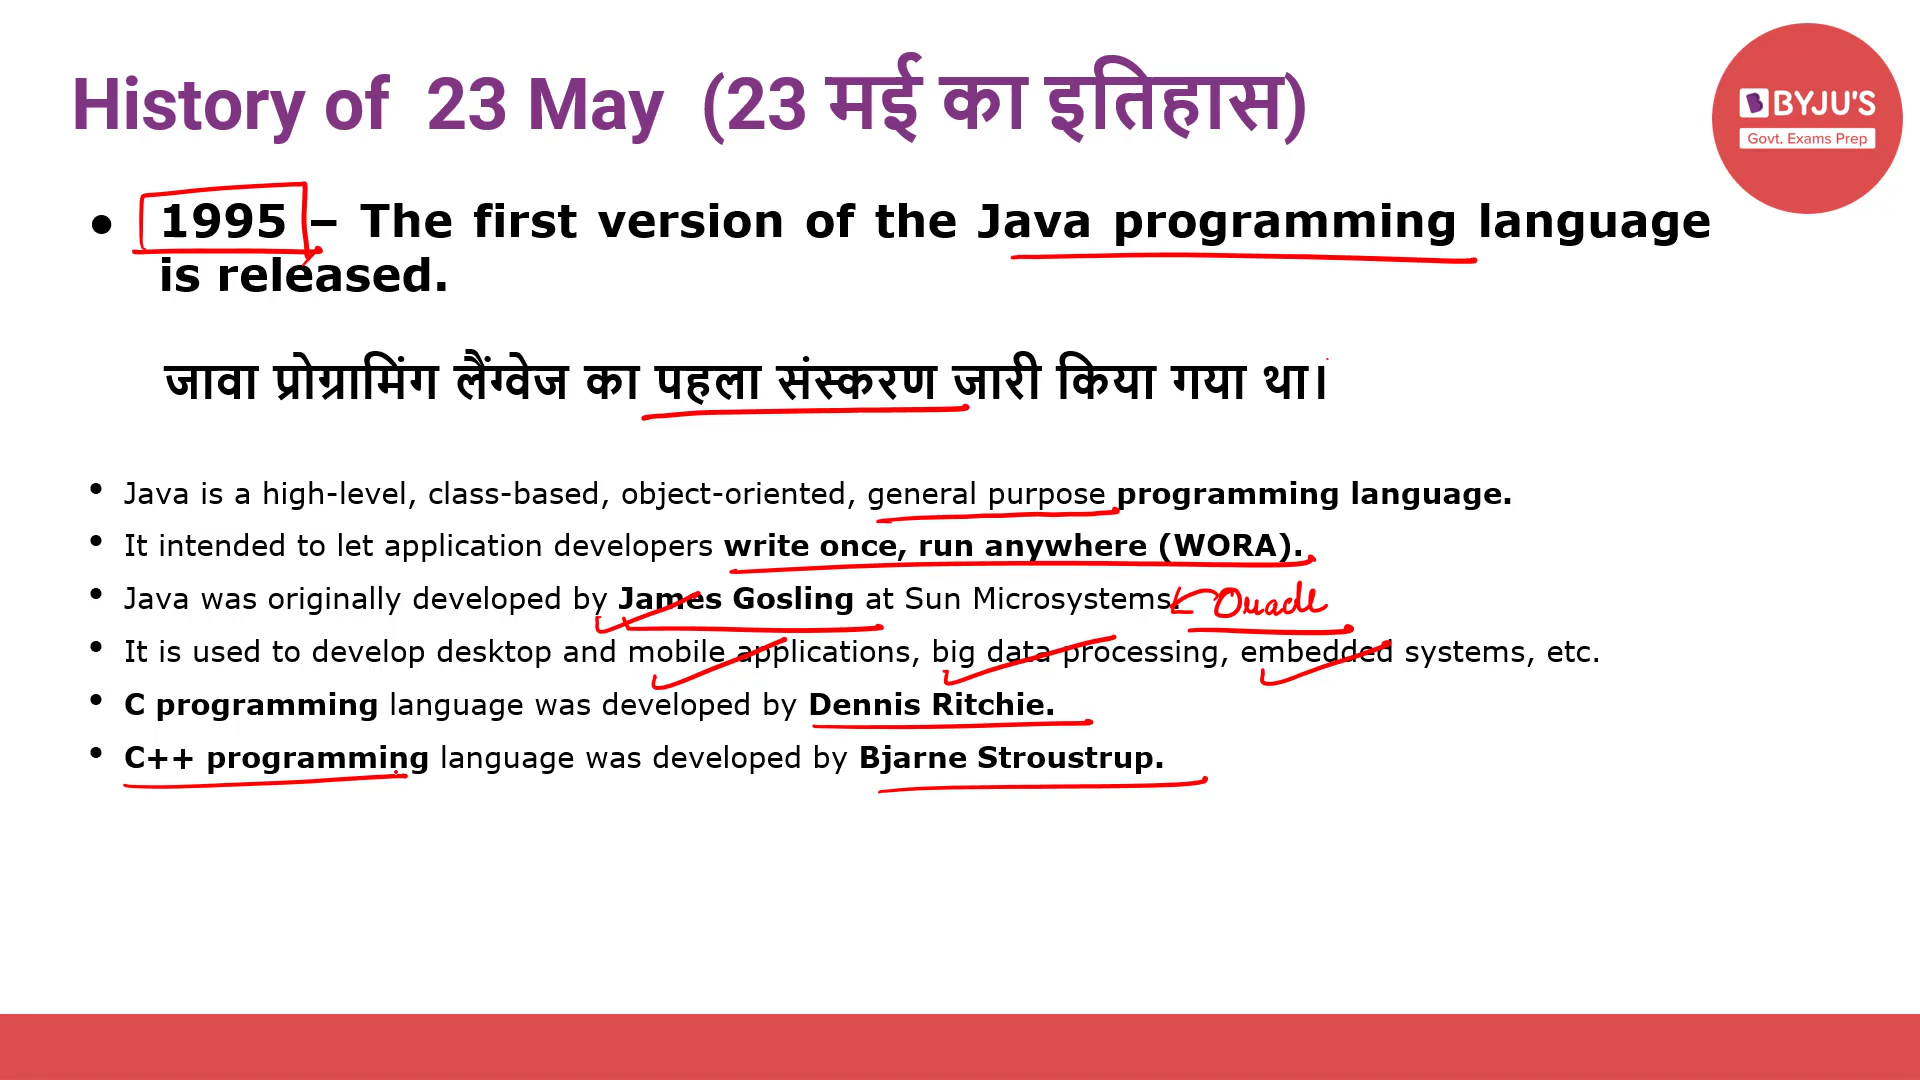 History of 23 May (23 मई का इतिहास)
BYJU'S
Govt. Exams Prep
• 1995 – The first version of the Java programming language
is released.
जावा प्रोग्रामिंग लैंग्वेज का पहला संस्करण जारी किया गया था।
• Java is a high-level, class-based, object-oriented, general purpose programming language.
• It intended to let application developers write once, run anywhere (WORA).
• Java was originally developed by James Gosling at Sun Microsystems. Oracle
• It is used to develop desktop and mobile applications, big data processing, embedded systems, etc.
• C programming language was developed by Dennis Ritchie.
• C++ programming language was developed by Bjarne Stroustrup.